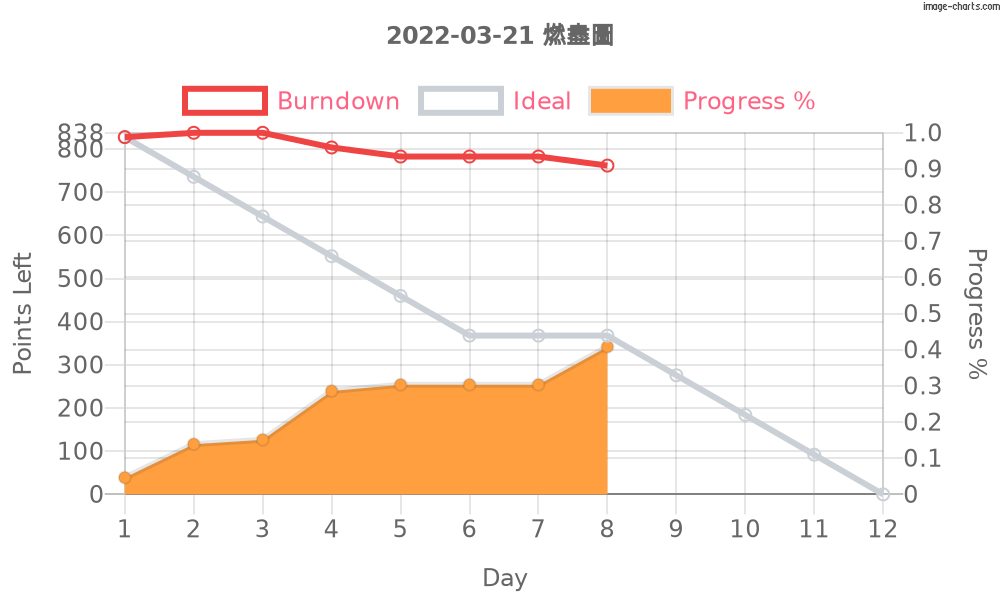 image-charts.com
2022-03-21 燃盡圖
Burndown Ideal Progress %
838 1.0
800 0.9
700 0.8
600 0.7
500 0.6
400 0.5
300 0.4
200 0.3
100 0.2
0 0.1
0
Points Left
Progress %
1 2 3 4 5 6 7 8 9 10 11 12
Day